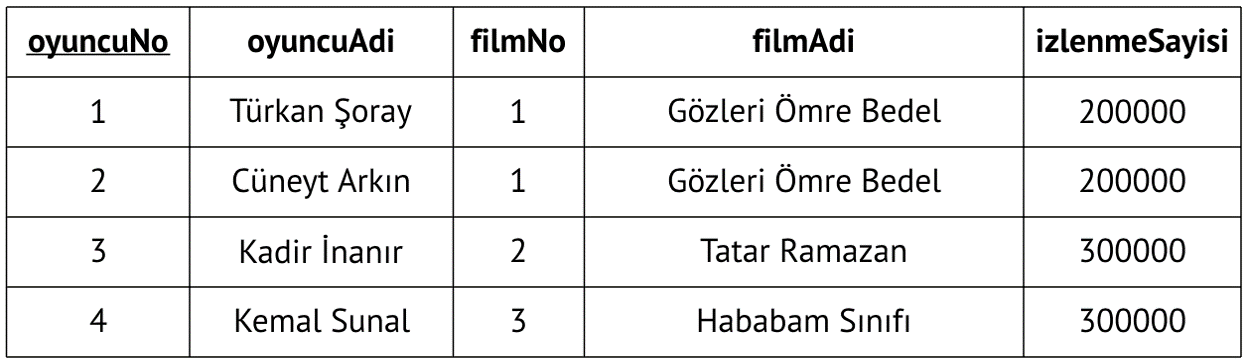 oyuncuNo oyuncuAdi filmNo filmAdi izlenmeSayisi
1 Türkan Şoray 1 Gözleri Ömre Bedel 200000
2 Cüneyt Arkın 1 Gözleri Ömre Bedel 200000
3 Kadir İnanır 2 Tatar Ramazan 300000
4 Kemal Sunal 3 Hababam Sınıfı 300000